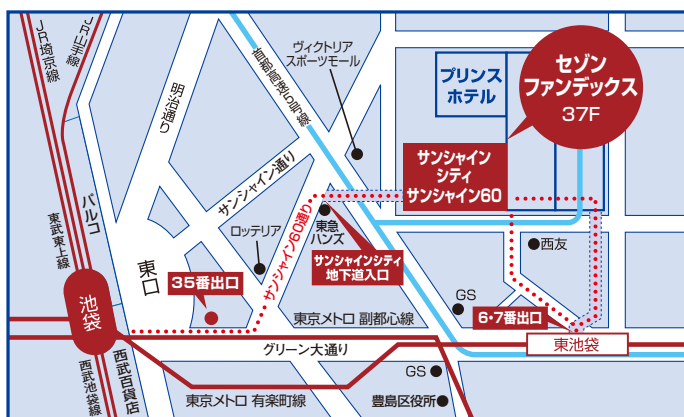 JR埼京線
JR山手線
明治通り
首都高速5号線
ヴィクトリア
スポーツモール
プリンス
ホテル
セゾン
ファンデックス
37F
サンシャイン
シティ
サンシャイン60
サンシャイン通り
パルコ
東武東上線
東口
ロッテリア
サンシャイン60通り
東急
ハンズ
サンシャインシティ
地下道入口
西友
35番出口
池袋
GS
6・7番出口
東京メトロ 副都心線
グリーン大通り
東池袋
西武百貨店
西武池袋線
東京メトロ 有楽町線
GS
豊島区役所